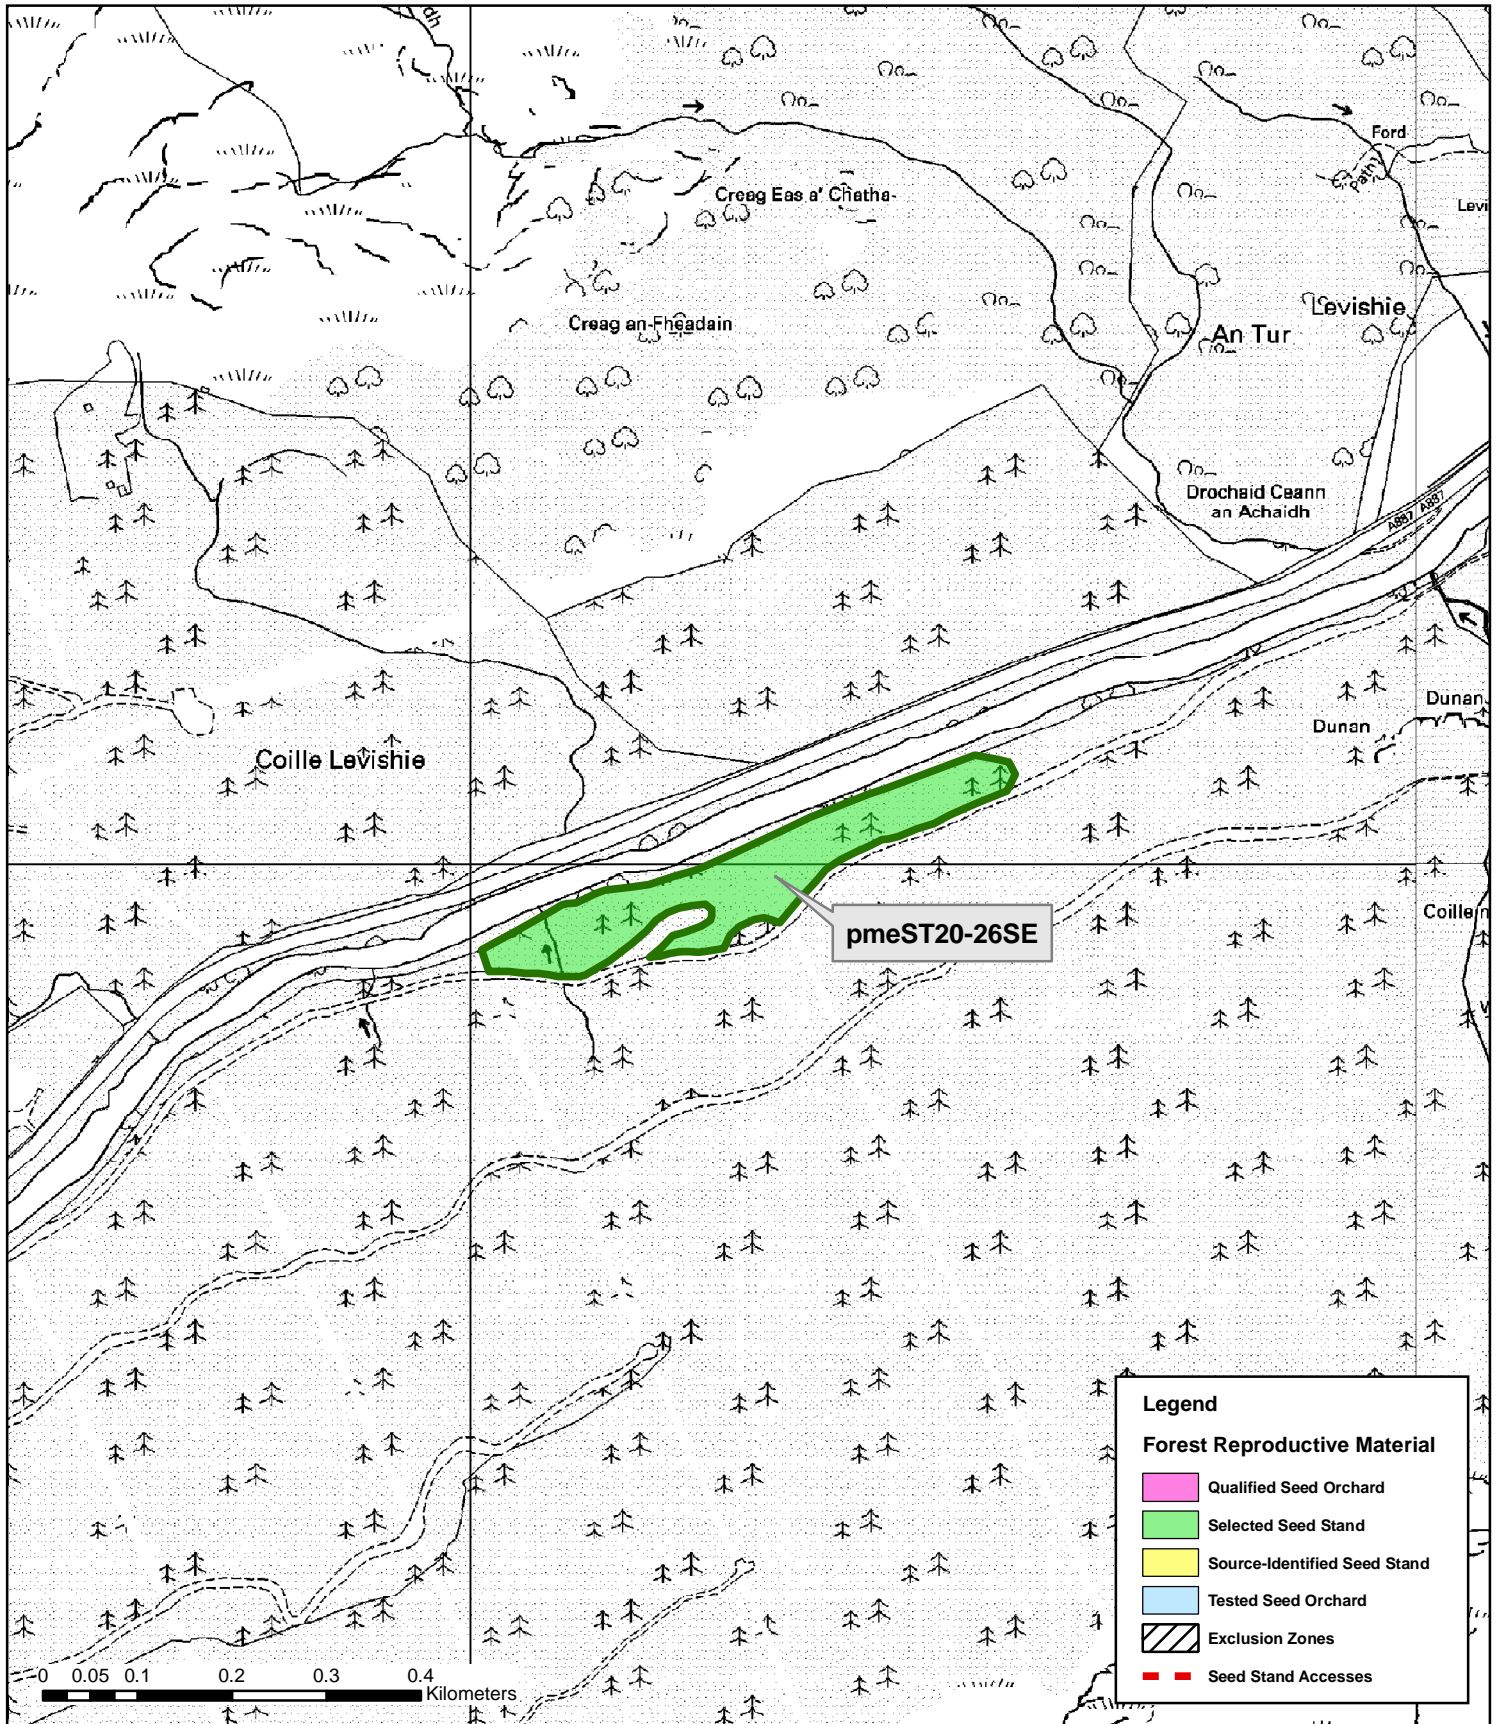 dh
Ford
Path
Creag Eas a' Chatha-
Levi
Levishie
Creag an Fheadain
An Tur
Drochaid Ceann
an Achaidh
A887 A887
Dunan
Dunan
Coille Levishie
Coille
pmeST20-26SE
Legend
Forest Reproductive Material
Qualified Seed Orchard
Selected Seed Stand
Source-Identified Seed Stand
Tested Seed Orchard
Exclusion Zones
Seed Stand Accesses
0 0.05 0.1 0.2 0.3 0.4
Kilometers